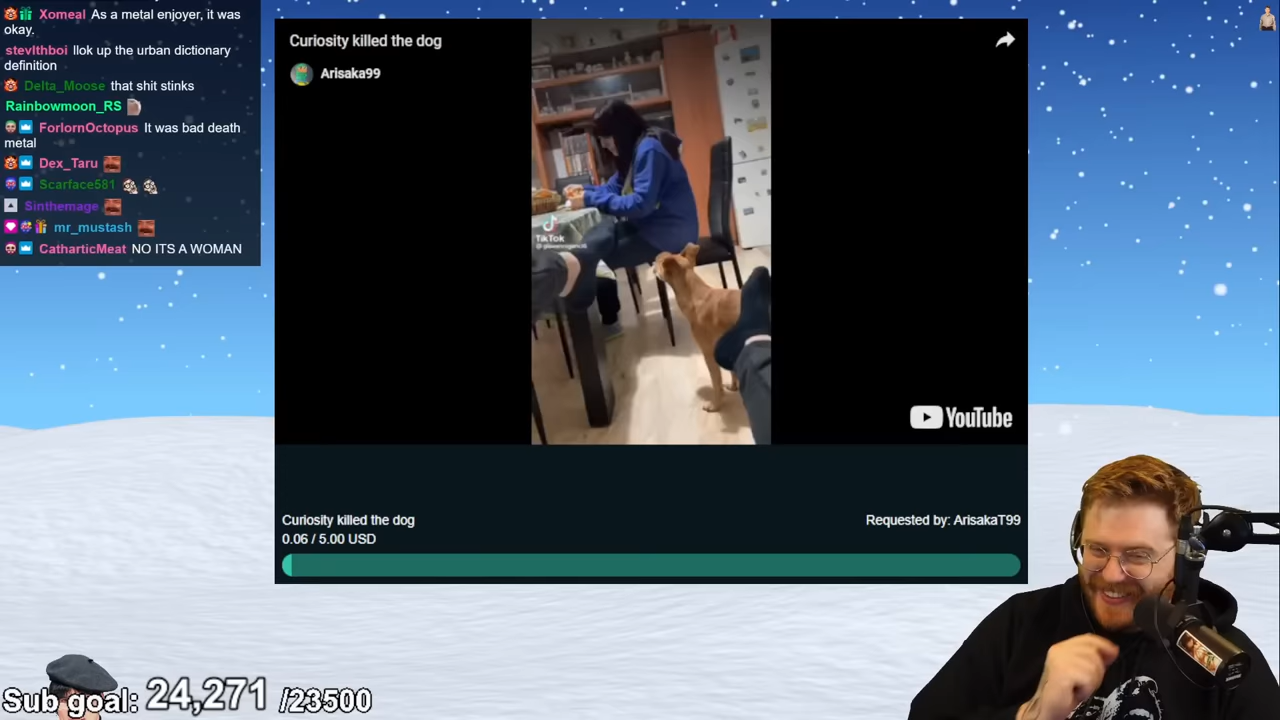 Xomeal As a metal enjoyer, it was
okay.
stevlthboi llok up the urban dictionary
definition
Delta_Moose that shit stinks
Rainbowmoon_RS
ForlornOctopus It was bad death
metal
Dex_Taru
Scarface581
Sinthemage
mr_mustash
CatharticMeat NO ITS A WOMAN
Curiosity killed the dog
Arisaka99
TikTok
YouTube
Curiosity killed the dog
Requested by: ArisakaT99
0.06 / 5.00 USD
Sub goal: 24,271 /23500